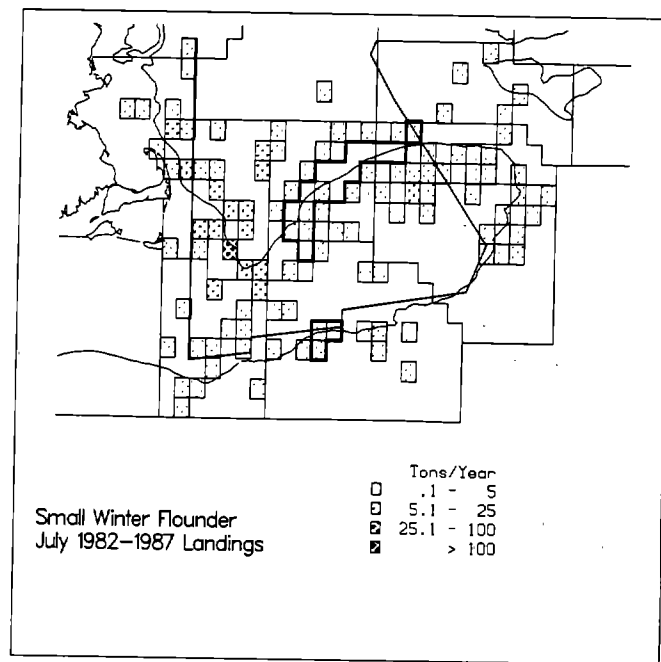 Tons/Year
.1 - 5
5.1 - 25
25.1 - 100
> 100
Small Winter Flounder
July 1982-1987 Landings